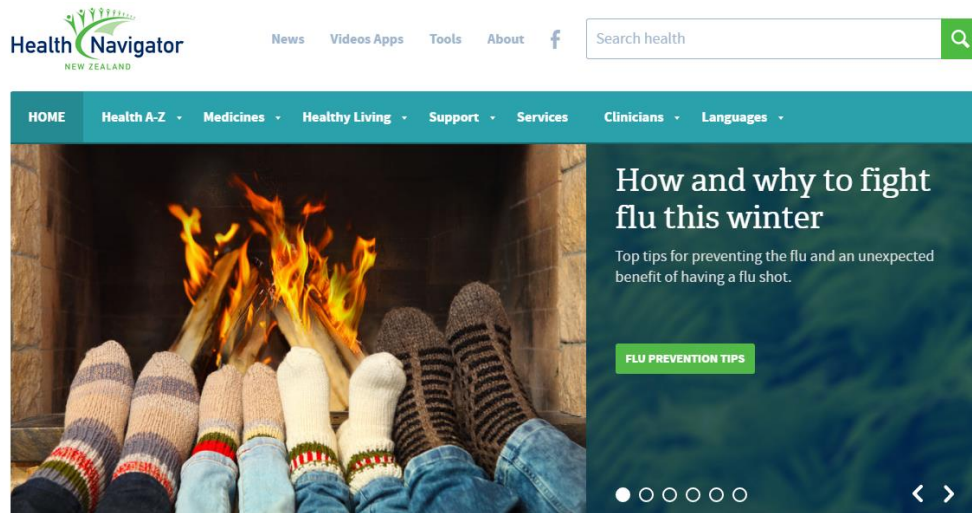 Health Navigator
NEW ZEALAND
News Videos Apps Tools About f
Search health
HOME Health A-Z Medicines Healthy Living Support Services Clinicians Languages
How and why to fight
flu this winter
Top tips for preventing the flu and an unexpected
benefit of having a flu shot.
FLU PREVENTION TIPS